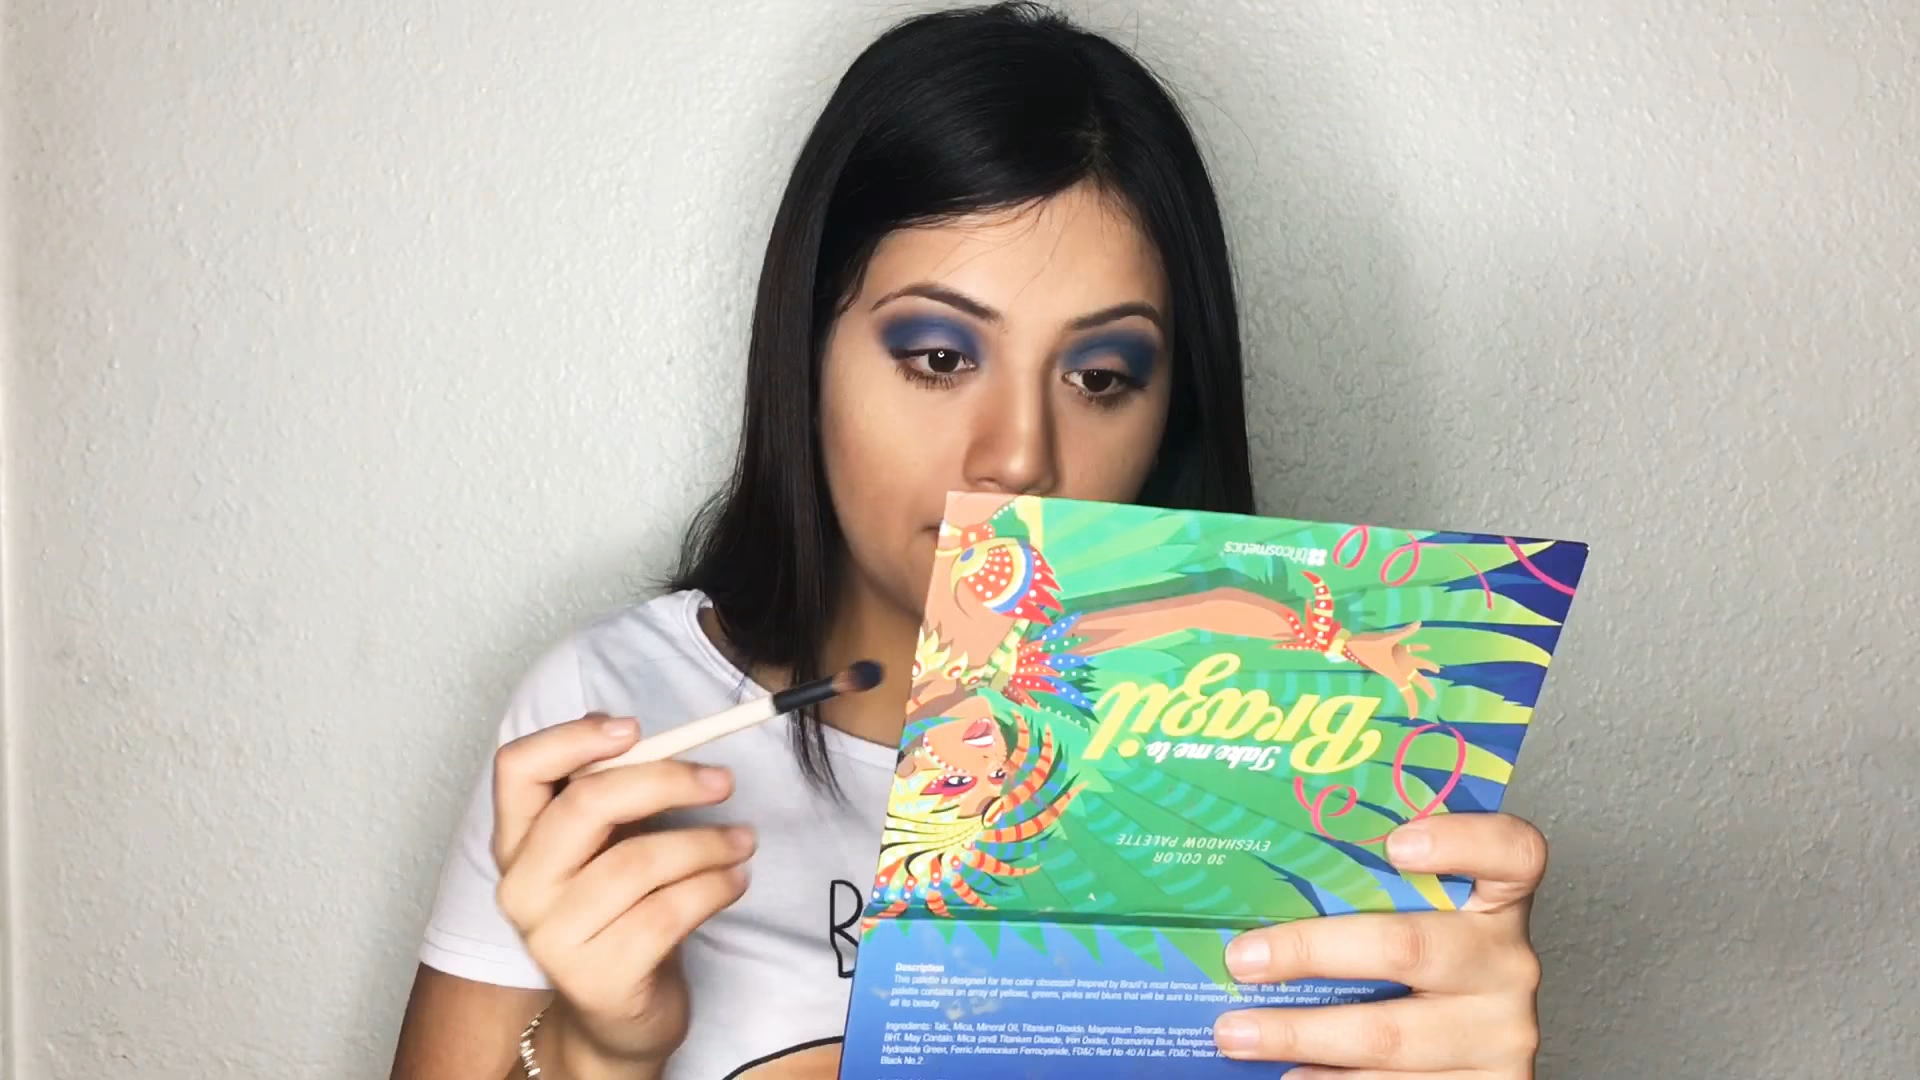 bhcosmetics
Take me to
Brazil
30 COLOR
EYESHADOW PALETTE
B
Description
This palette is designed for the color obsessed! Inspired by Brazil's most famous festival Carnival, this vibrant 30 color eyeshadow
palette contains an array of yellows, greens, pinks and blues that will be sure to transport you to the colorful streets of Brazil in
all its beauty.
Ingredients: Talc, Mica, Mineral Oil, Titanium Dioxide, Magnesium Stearate, Isopropyl
BHT. May Contain: Mica (and) Titanium Dioxide, Iron Oxides, Ultramarine Blue,
Hydroxide Green, Ferric Ammonium Ferrocyanide, FD&C Red No 40 Al Lake, FD&C Yellow
Black No.2